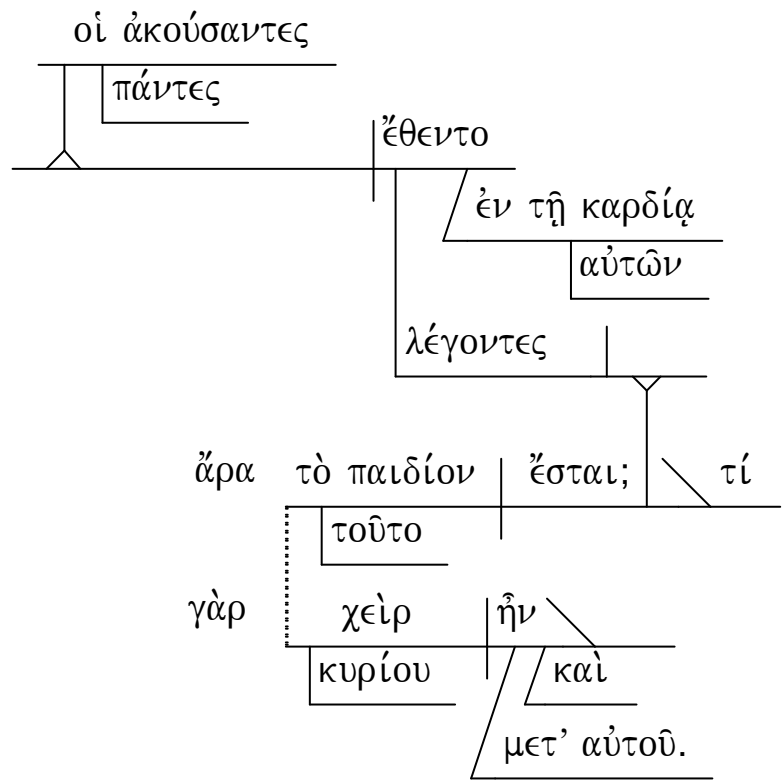 οἱ ἀκούσαντες
πάντες
ἔθεντο
ἐν τῇ καρδίᾳ
αὐτῶν
λέγοντες
ἄρα τὸ παιδίον ἔσται; τί
τοῦτο
γὰρ χεὶρ ἦν
κυρίου καὶ
μετ’ αὐτοῦ.